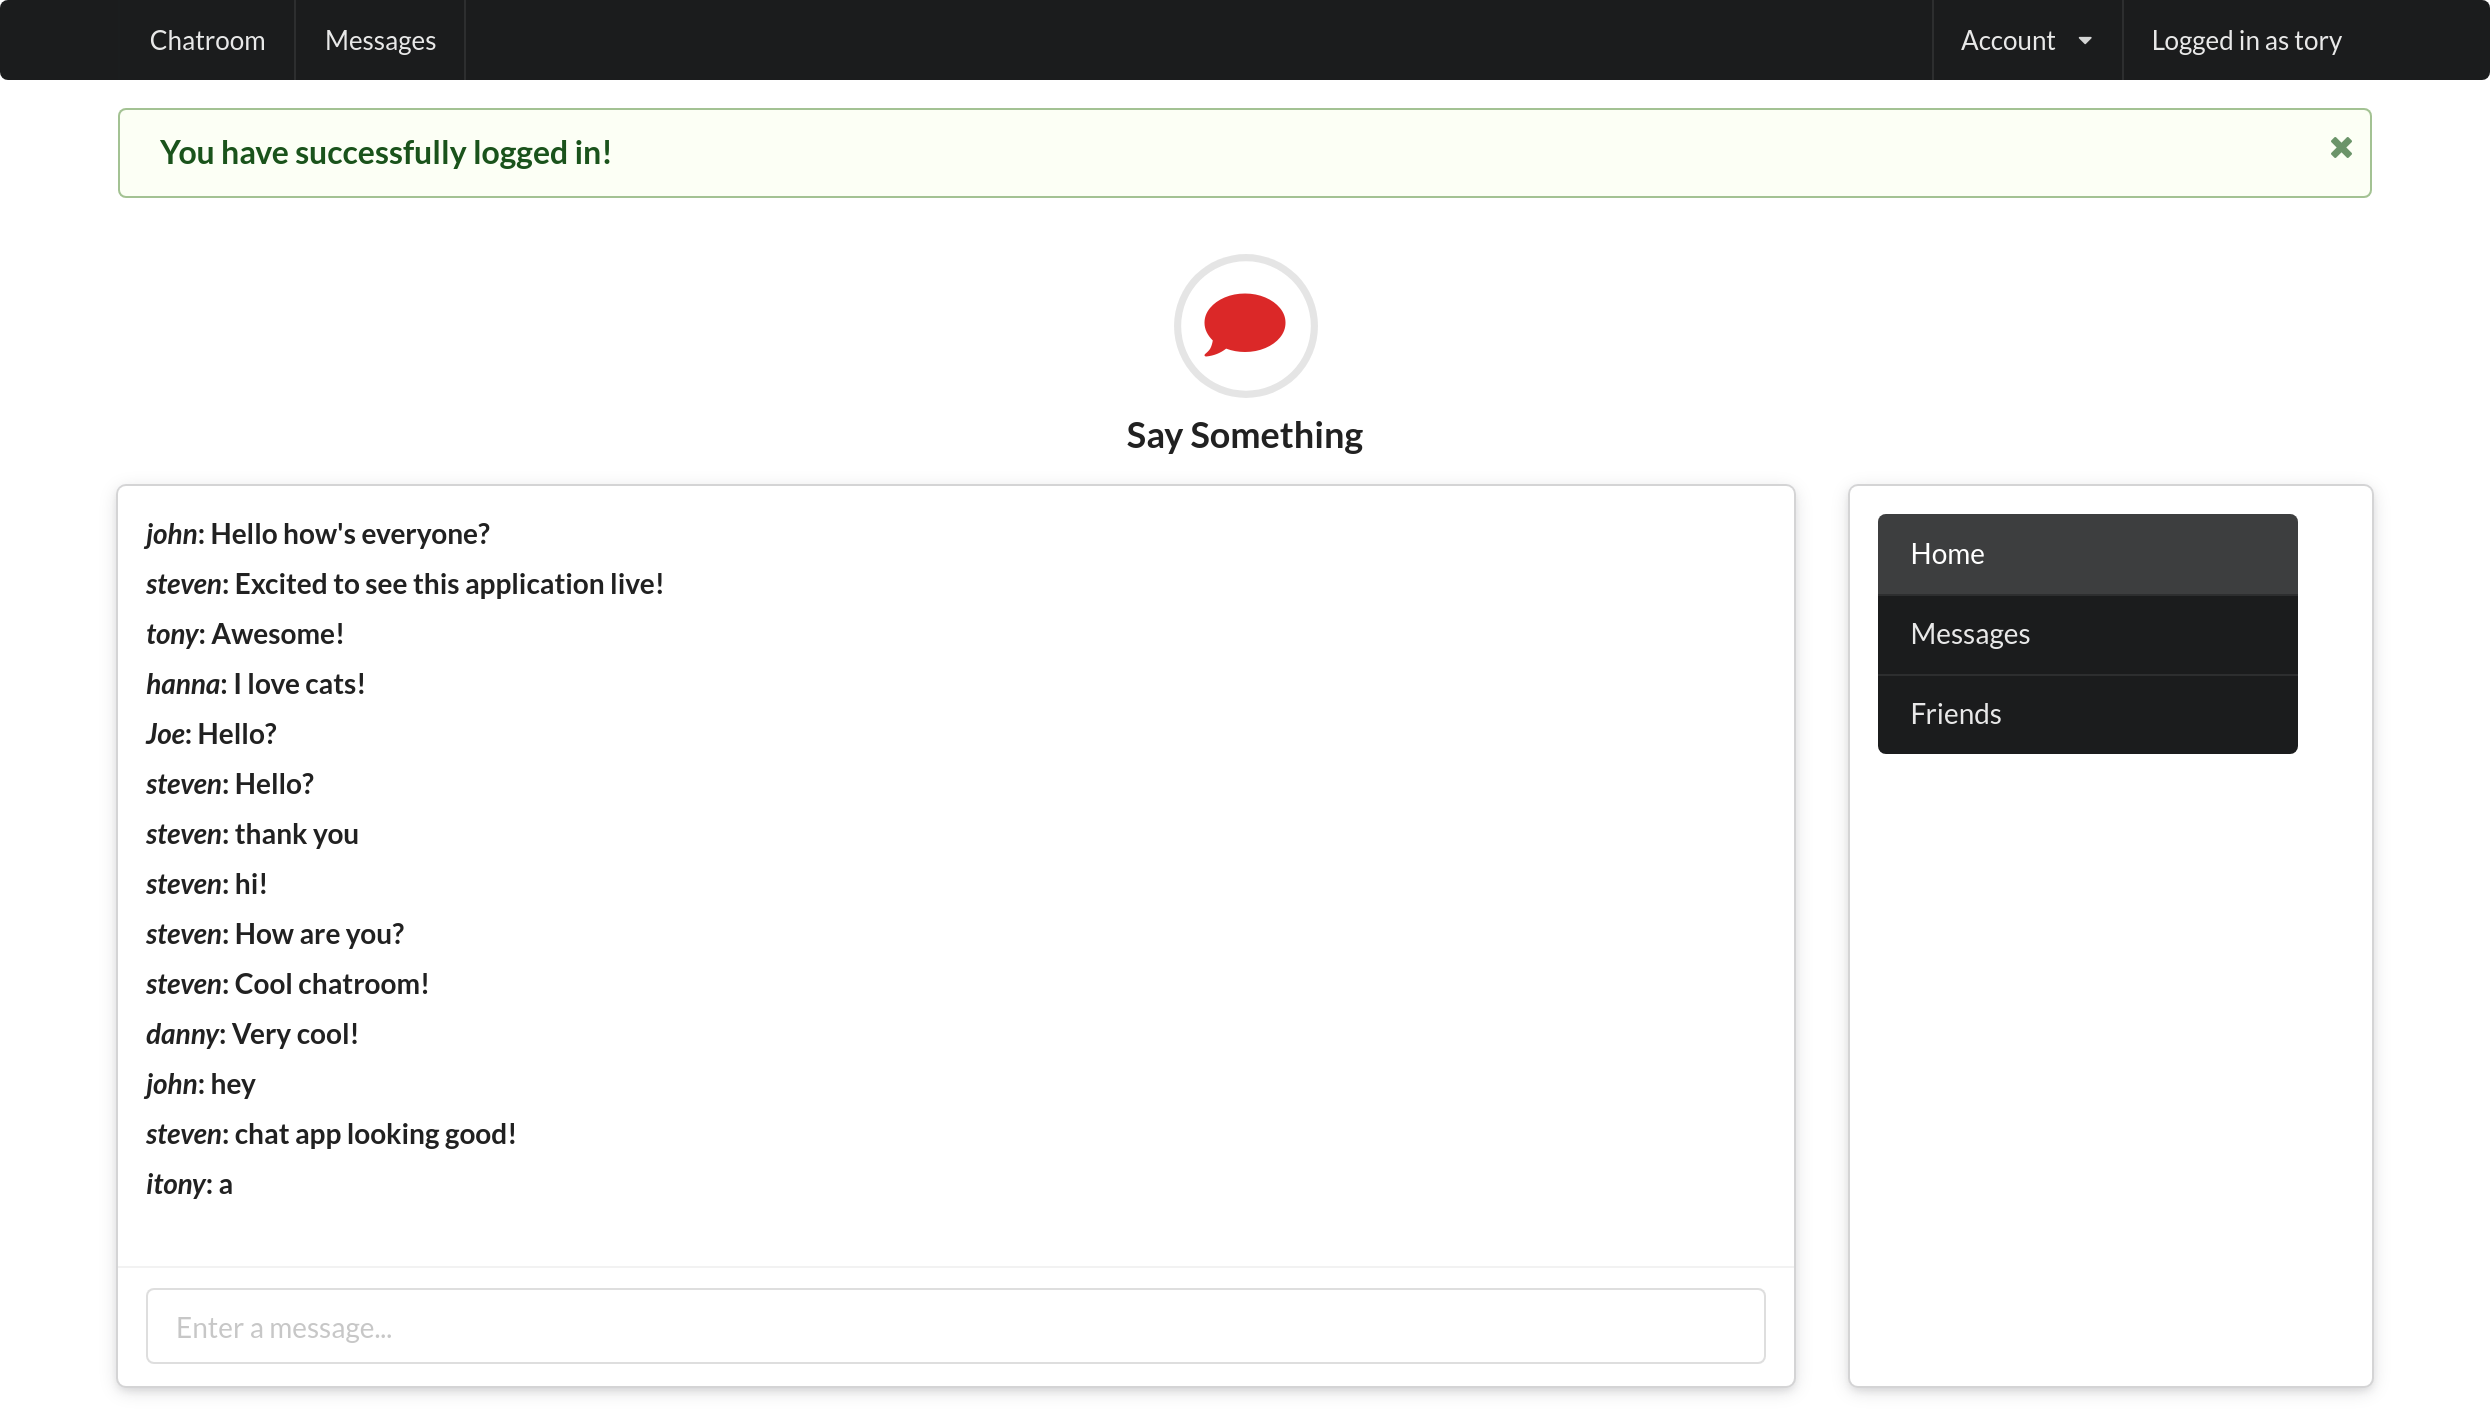 Chatroom Messages Account Logged in as tory
You have successfully logged in!
Say Something
john: Hello how's everyone?
steven: Excited to see this application live!
tony: Awesome!
hanna: I love cats!
Joe: Hello?
steven: Hello?
steven: thank you
steven: hi!
steven: How are you?
steven: Cool chatroom!
danny: Very cool!
john: hey
steven: chat app looking good!
itony: a
Enter a message...
Home
Messages
Friends